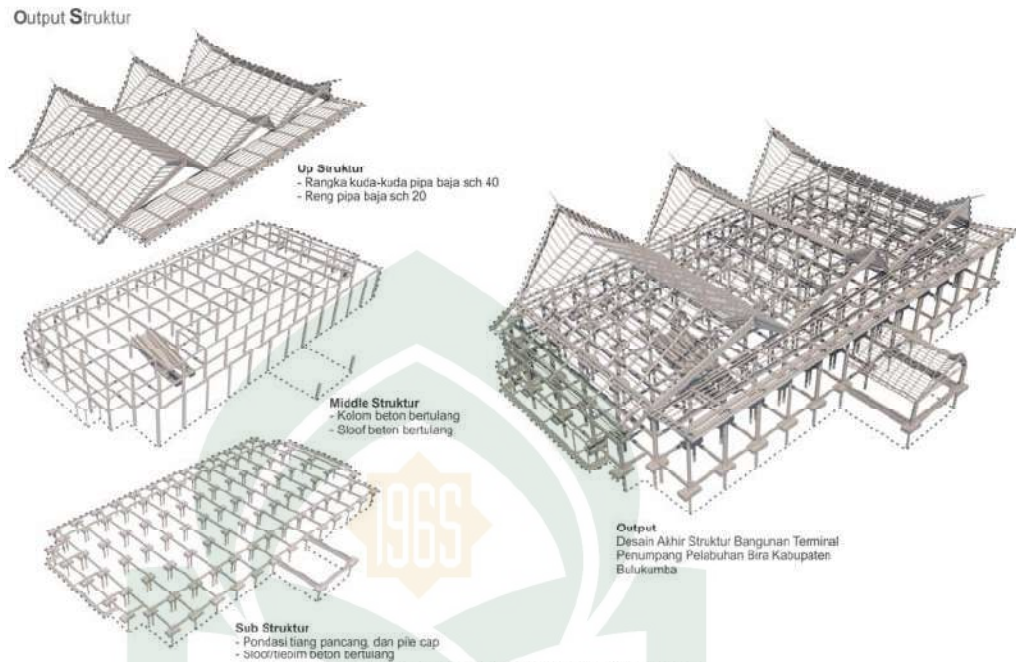 Output Struktur
Up Struktur
- Rangka kuda-kuda pipa baja sch 40
- Reng pipa baja sch 20
Middle Struktur
- Kolom beton bertulang
- Sloof beton bertulang
1965
Output
Desain Akhir Struktur Bangunan Terminal
Penumpang Pelabuhan Bira Kabupaten
Bulukumba
Sub Struktur
- Pondasi tiang pancang, dan pile cap
- beton bertulang